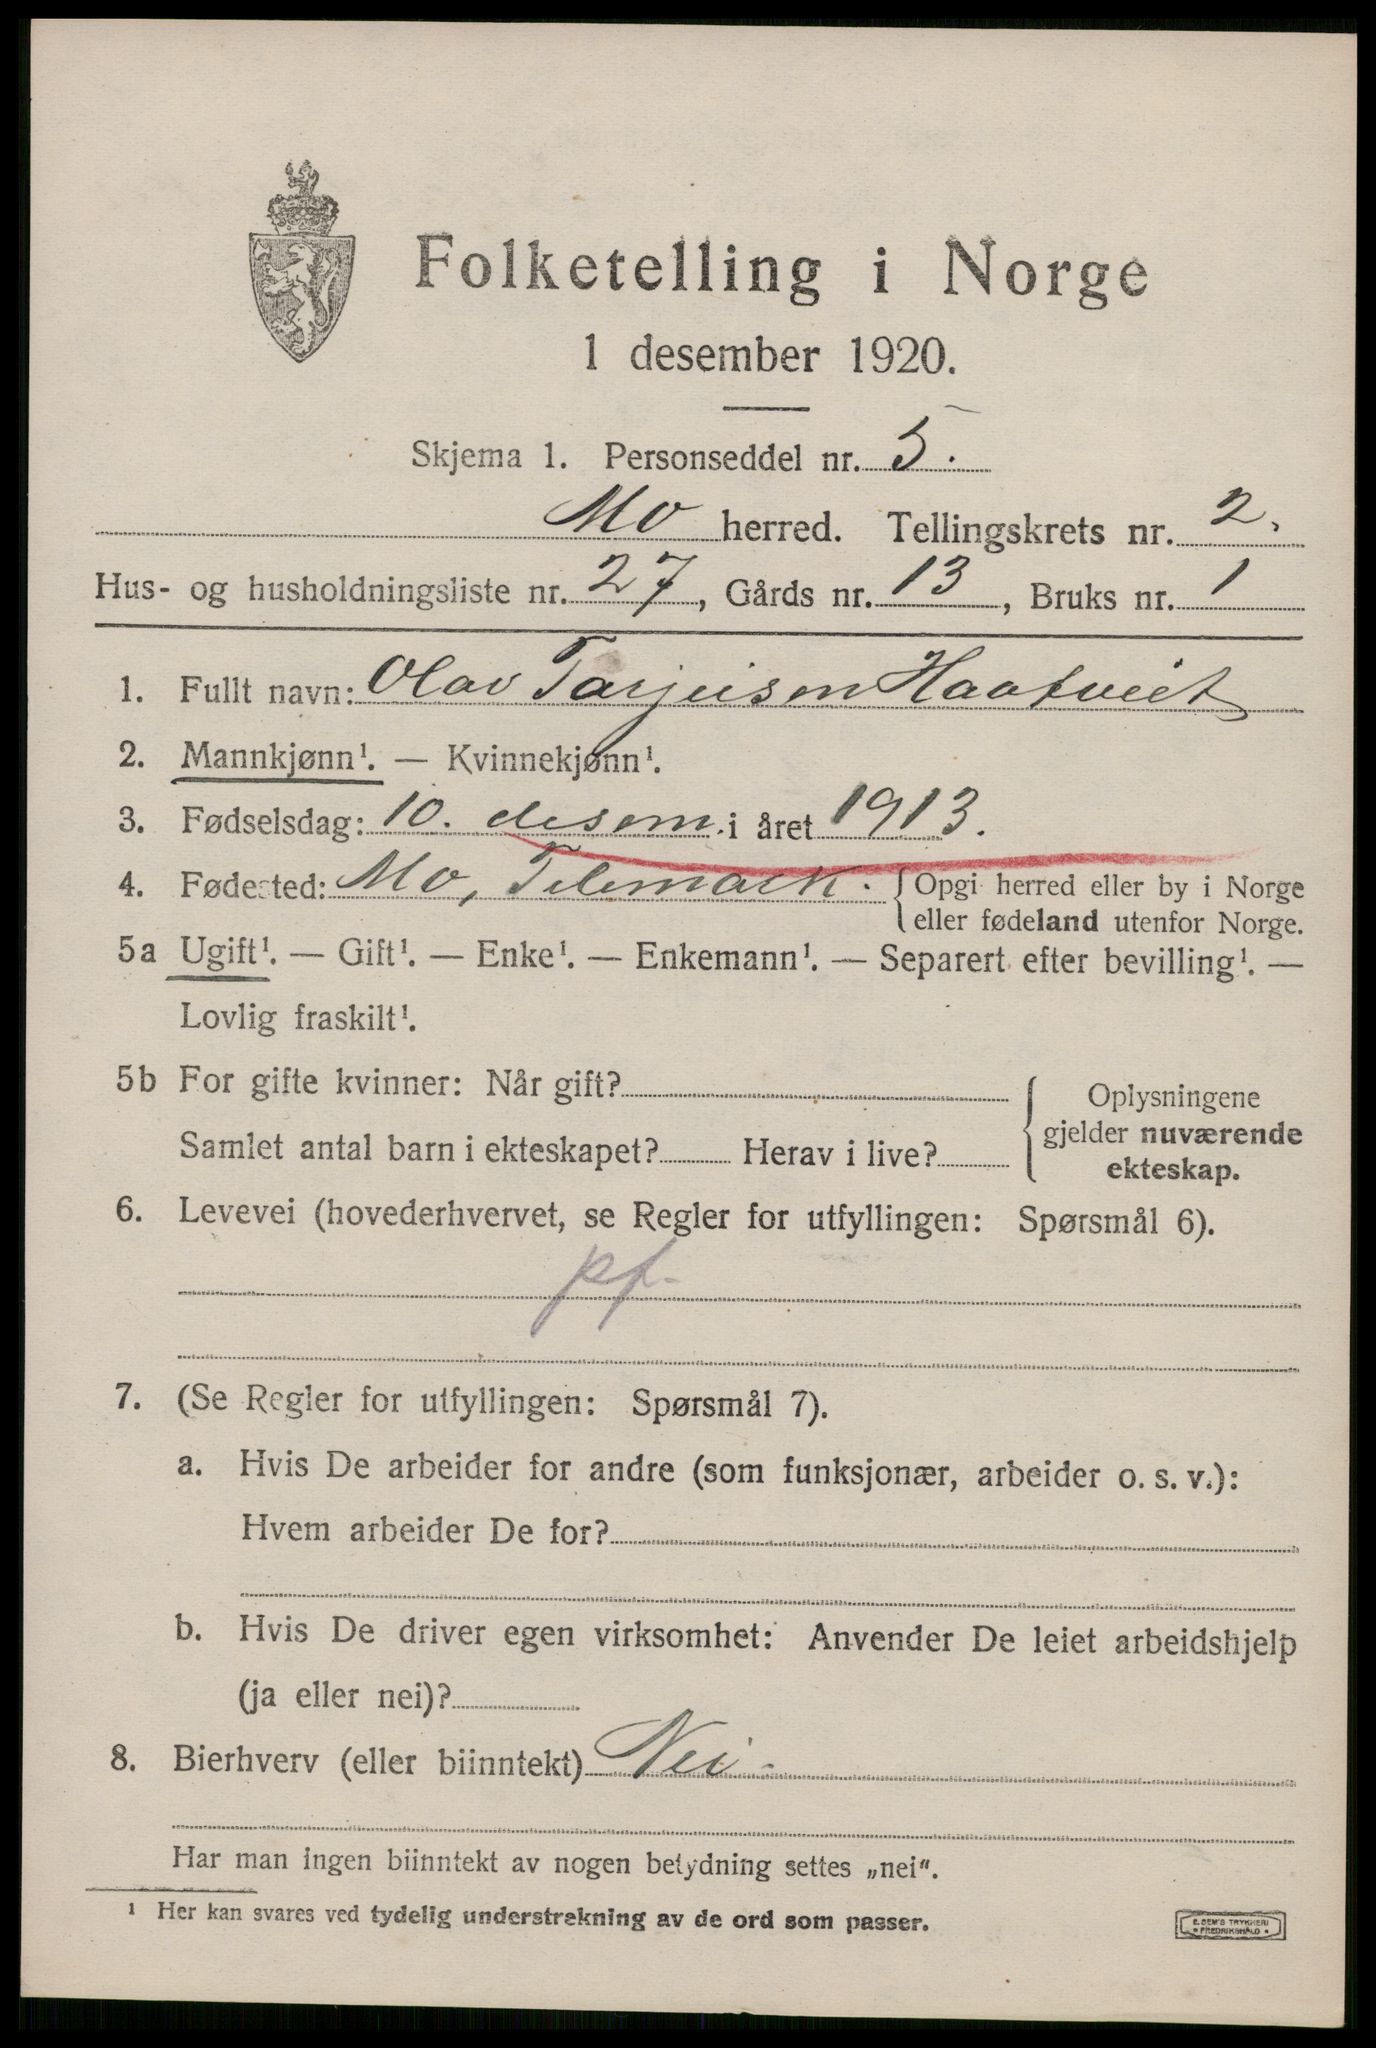 Folketelling i Norge
1 desember 1920.
Skjema 1. Personseddel nr. 5.
Mo herred. Tellingskrets nr. 2.
Hus- og husholdningsliste nr. 27, Gårds nr. 13, Bruks nr. 1
1. Fullt navn: Olav Tarjeisen Haatveit
2. Mannkjønn¹. — Kvinnekjønn¹.
3. Fødselsdag: 10. desem. i året 1913.
4. Fødested: Mo, Telemark. {Opgi herred eller by i Norge
eller fødeland utenfor Norge.
5a Ugift¹. — Gift¹. — Enke¹. — Enkemann¹. — Separert efter bevilling¹. —
Lovlig fraskilt¹.
5b For gifte kvinner: Når gift?
Samlet antal barn i ekteskapet? Herav i live?
{Oplysningene
gjelder nuværende
ekteskap.
6. Levevei (hovederhvervet, se Regler for utfyllingen: Spørsmål 6).
pf.
7. (Se Regler for utfyllingen: Spørsmål 7).
a. Hvis De arbeider for andre (som funksjonær, arbeider o. s. v.):
Hvem arbeider De for?
b. Hvis De driver egen virksomhet: Anvender De leiet arbeidshjelp
(ja eller nei)?
8. Bierhverv (eller biinntekt) Nei.
Har man ingen biinntekt av nogen betydning settes „nei“.
¹ Her kan svares ved tydelig understrekning av de ord som passer.
E. SEM'S TRYKKERI
• FREDRIKSHALD •